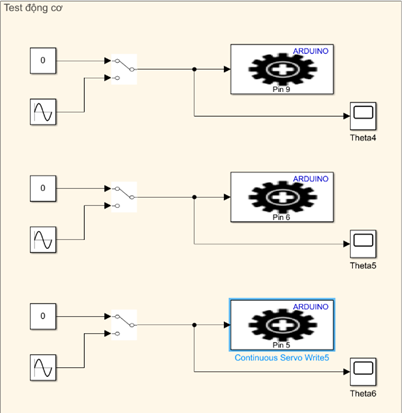 Test động cơ
0
ARDUINO
Pin 9
Theta4
0
ARDUINO
Pin 6
Theta5
0
ARDUINO
Pin 5
Continuous Servo Write5
Theta6